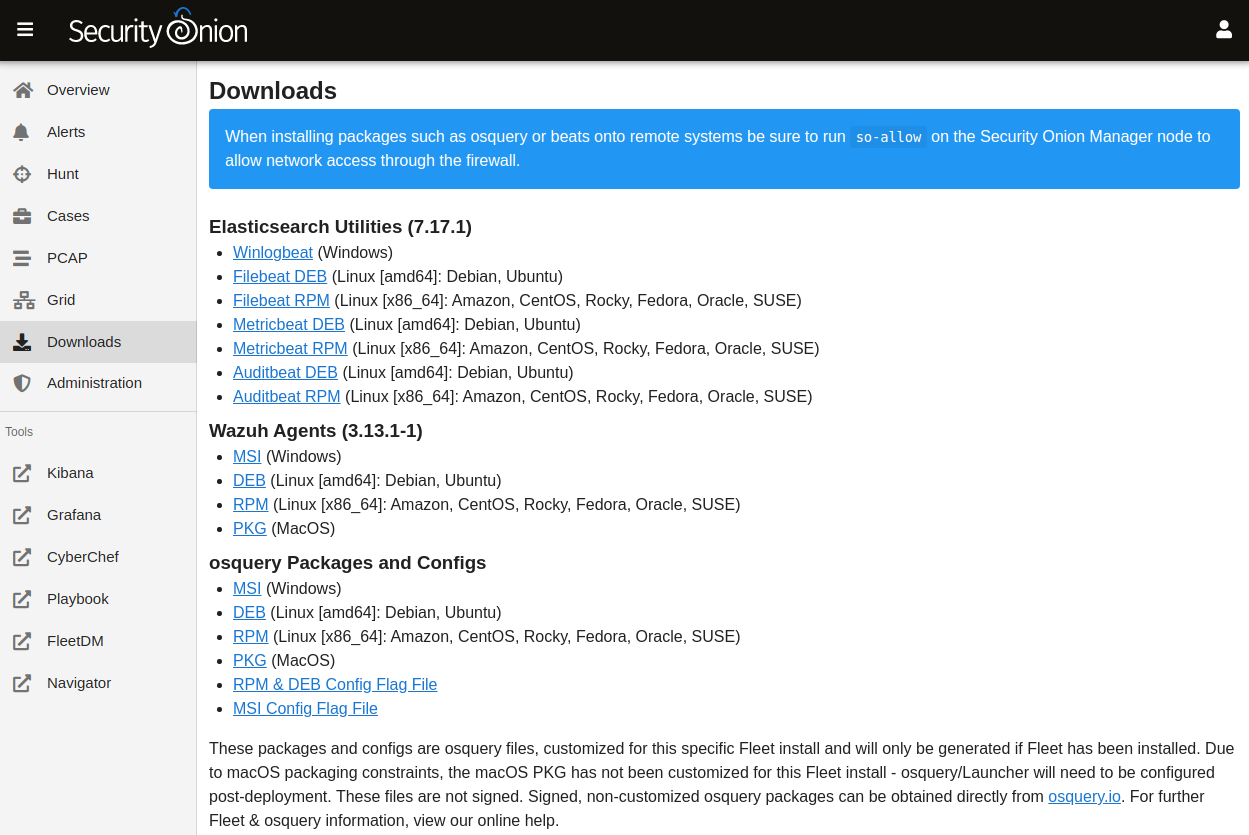 Security Onion
Overview
Alerts
Hunt
Cases
PCAP
Grid
Downloads
Administration
Tools
Kibana
Grafana
CyberChef
Playbook
FleetDM
Navigator
Downloads
When installing packages such as osquery or beats onto remote systems be sure to run so-allow on the Security Onion Manager node to
allow network access through the firewall.
Elasticsearch Utilities (7.17.1)
• Winlogbeat (Windows)
• Filebeat DEB (Linux [amd64]: Debian, Ubuntu)
• Filebeat RPM (Linux [x86_64]: Amazon, CentOS, Rocky, Fedora, Oracle, SUSE)
• Metricbeat DEB (Linux [amd64]: Debian, Ubuntu)
• Metricbeat RPM (Linux [x86_64]: Amazon, CentOS, Rocky, Fedora, Oracle, SUSE)
• Auditbeat DEB (Linux [amd64]: Debian, Ubuntu)
• Auditbeat RPM (Linux [x86_64]: Amazon, CentOS, Rocky, Fedora, Oracle, SUSE)
Wazuh Agents (3.13.1-1)
• MSI (Windows)
• DEB (Linux [amd64]: Debian, Ubuntu)
• RPM (Linux [x86_64]: Amazon, CentOS, Rocky, Fedora, Oracle, SUSE)
• PKG (MacOS)
osquery Packages and Configs
• MSI (Windows)
• DEB (Linux [amd64]: Debian, Ubuntu)
• RPM (Linux [x86_64]: Amazon, CentOS, Rocky, Fedora, Oracle, SUSE)
• PKG (MacOS)
• RPM & DEB Config Flag File
• MSI Config Flag File
These packages and configs are osquery files, customized for this specific Fleet install and will only be generated if Fleet has been installed. Due
to macOS packaging constraints, the macOS PKG has not been customized for this Fleet install - osquery/Launcher will need to be configured
post-deployment. These files are not signed. Signed, non-customized osquery packages can be obtained directly from osquery.io. For further
Fleet & osquery information, view our online help.